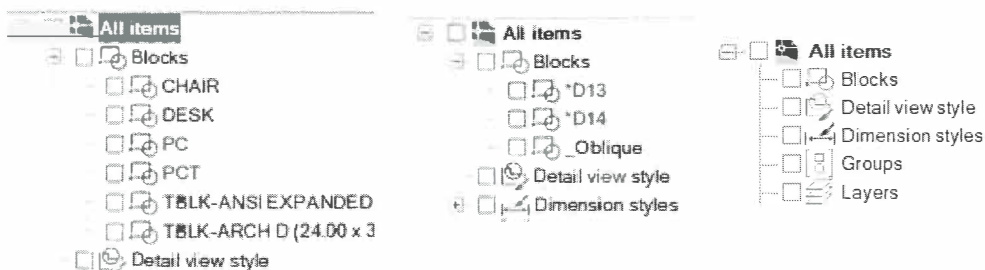 All items
Blocks
CHAIR
DESK
PC
PCT
TBLK-ANSI EXPANDED
TBLK-ARCH D (24.00 x 3
Detail view style
All items
Blocks
*D13
*D14
_Oblique
Detail view style
Dimension styles
All items
Blocks
Detail view style
Dimension styles
Groups
Layers